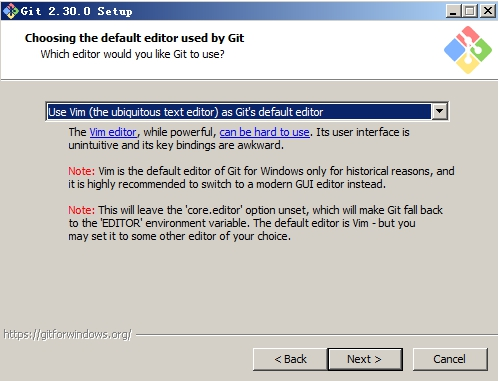 Git 2.30.0 Setup
Choosing the default editor used by Git
Which editor would you like Git to use?
Use Vim (the ubiquitous text editor) as Git's default editor
The Vim editor, while powerful, can be hard to use. Its user interface is
unintuitive and its key bindings are awkward.
Note: Vim is the default editor of Git for Windows only for historical reasons, and
it is highly recommended to switch to a modern GUI editor instead.
Note: This will leave the 'core.editor' option unset, which will make Git fall back
to the 'EDITOR' environment variable. The default editor is Vim - but you
may set it to some other editor of your choice.
https://gitforwindows.org/
< Back
Next >
Cancel